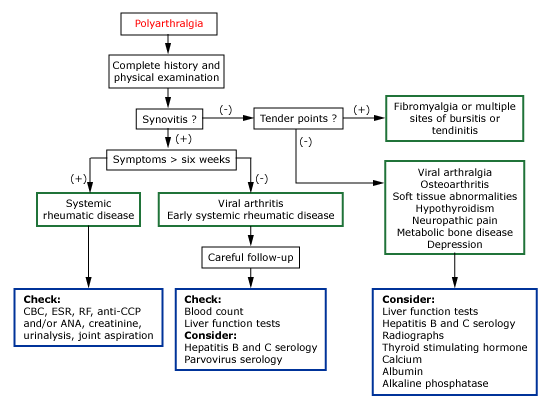 Polyarthralgia
Complete history and
physical examination
Synovitis ?
(-)
Tender points ?
(+)
Fibromyalgia or multiple
sites of bursitis or
tendinitis
(+)
(-)
Symptoms > six weeks
(+)
(-)
Viral arthralgia
Osteoarthritis
Soft tissue abnormalities
Hypothyroidism
Neuropathic pain
Metabolic bone disease
Depression
Systemic
rheumatic disease
Viral arthritis
Early systemic rheumatic disease
Careful follow-up
Check:
CBC, ESR, RF, anti-CCP
and/or ANA, creatinine,
urinalysis, joint aspiration
Check:
Blood count
Liver function tests
Consider:
Hepatitis B and C serology
Parvovirus serology
Consider:
Liver function tests
Hepatitis B and C serology
Radiographs
Thyroid stimulating hormone
Calcium
Albumin
Alkaline phosphatase